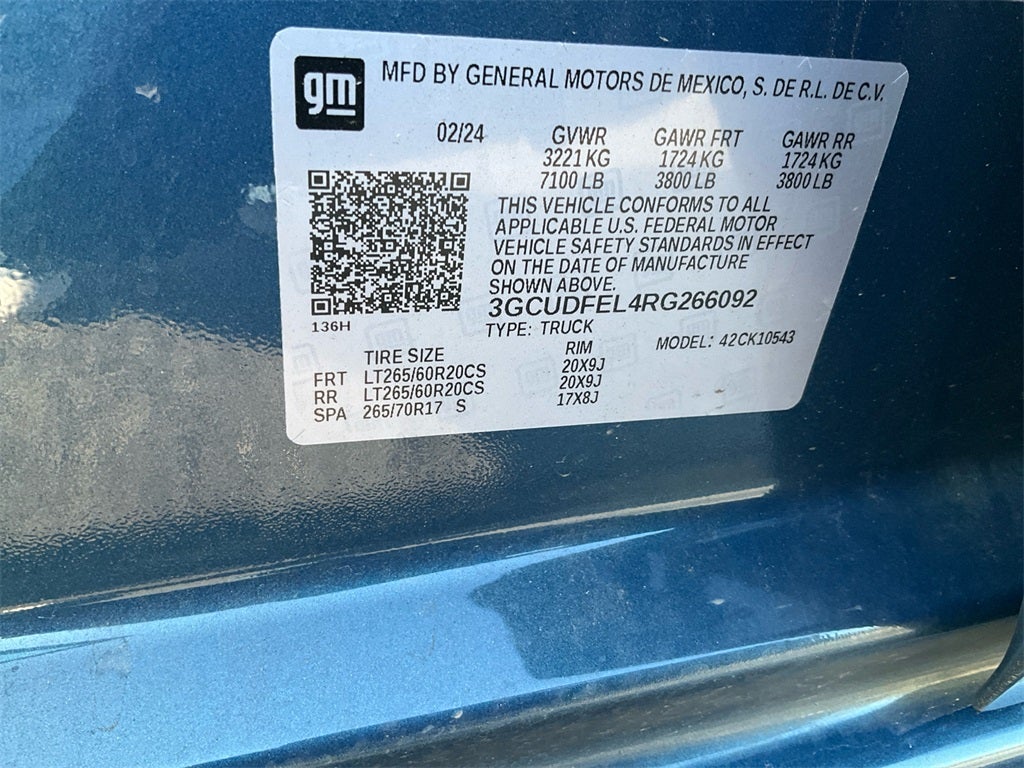 gm
MFD BY GENERAL MOTORS DE MEXICO, S. DE R.L. DE C.V.
02/24 GVWR GAWR FRT GAWR RR
3221 KG 1724 KG 1724 KG
7100 LB 3800 LB 3800 LB
THIS VEHICLE CONFORMS TO ALL
APPLICABLE U.S. FEDERAL MOTOR
VEHICLE SAFETY STANDARDS IN EFFECT
ON THE DATE OF MANUFACTURE
SHOWN ABOVE.
3GCUDFEL4RG266092
136H
TYPE: TRUCK MODEL: 42CK10543
TIRE SIZE RIM
FRT LT265/60R20CS 20X9J
RR LT265/60R20CS 20X9J
SPA 265/70R17 S 17X8J